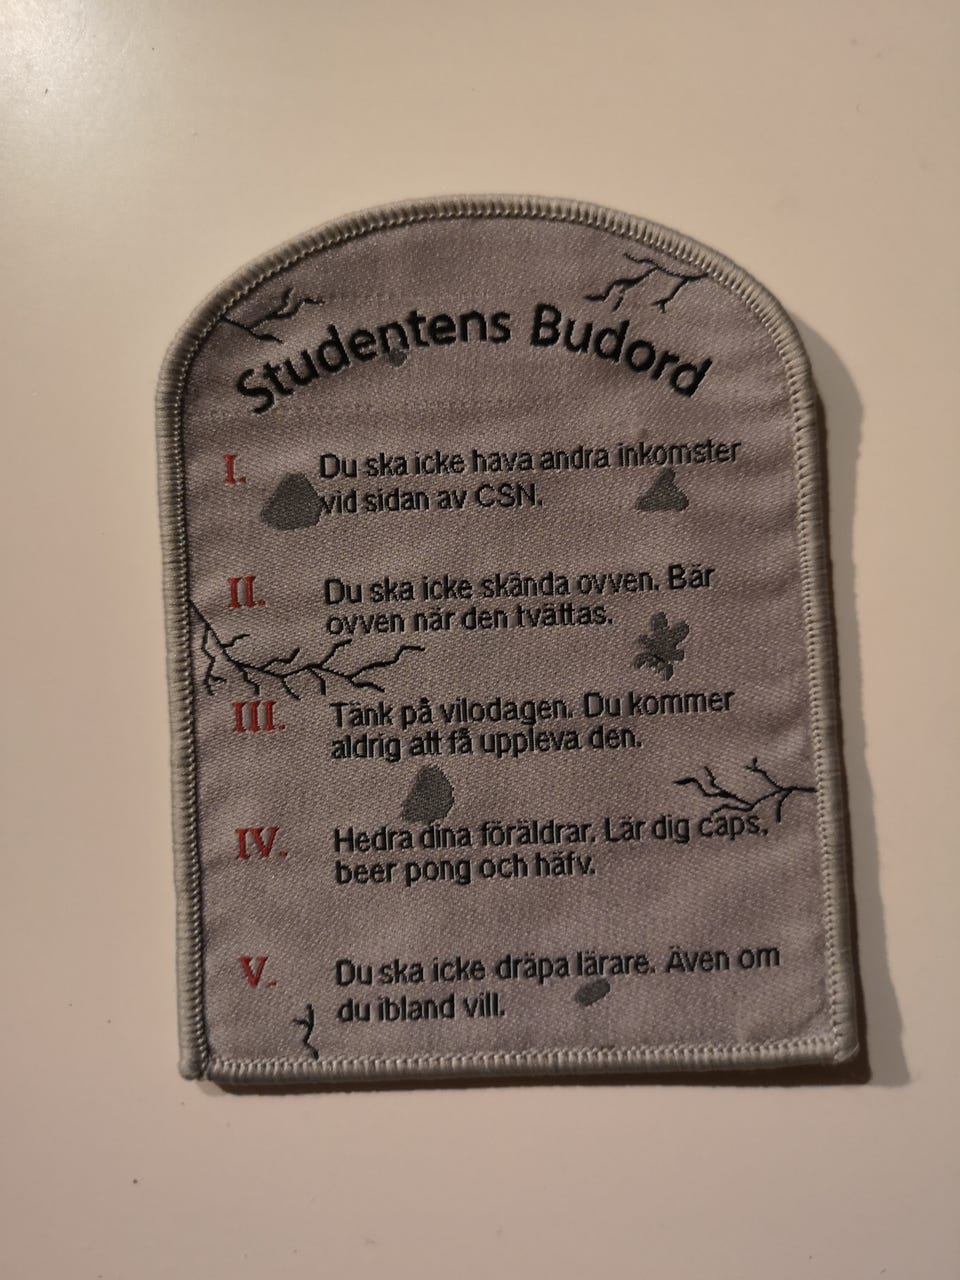 Studentens Budord
I. Du ska icke hava andra inkomster
vid sidan av CSN.
II. Du ska icke skända ovven. Bär
ovven när den tvättas.
III. Tänk på vilodagen. Du kommer
aldrig att få uppleva den.
IV. Hedra dina föräldrar. Lär dig caps,
beer pong och häfv.
V. Du ska icke dräpa lärare. Även om
du ibland vill.